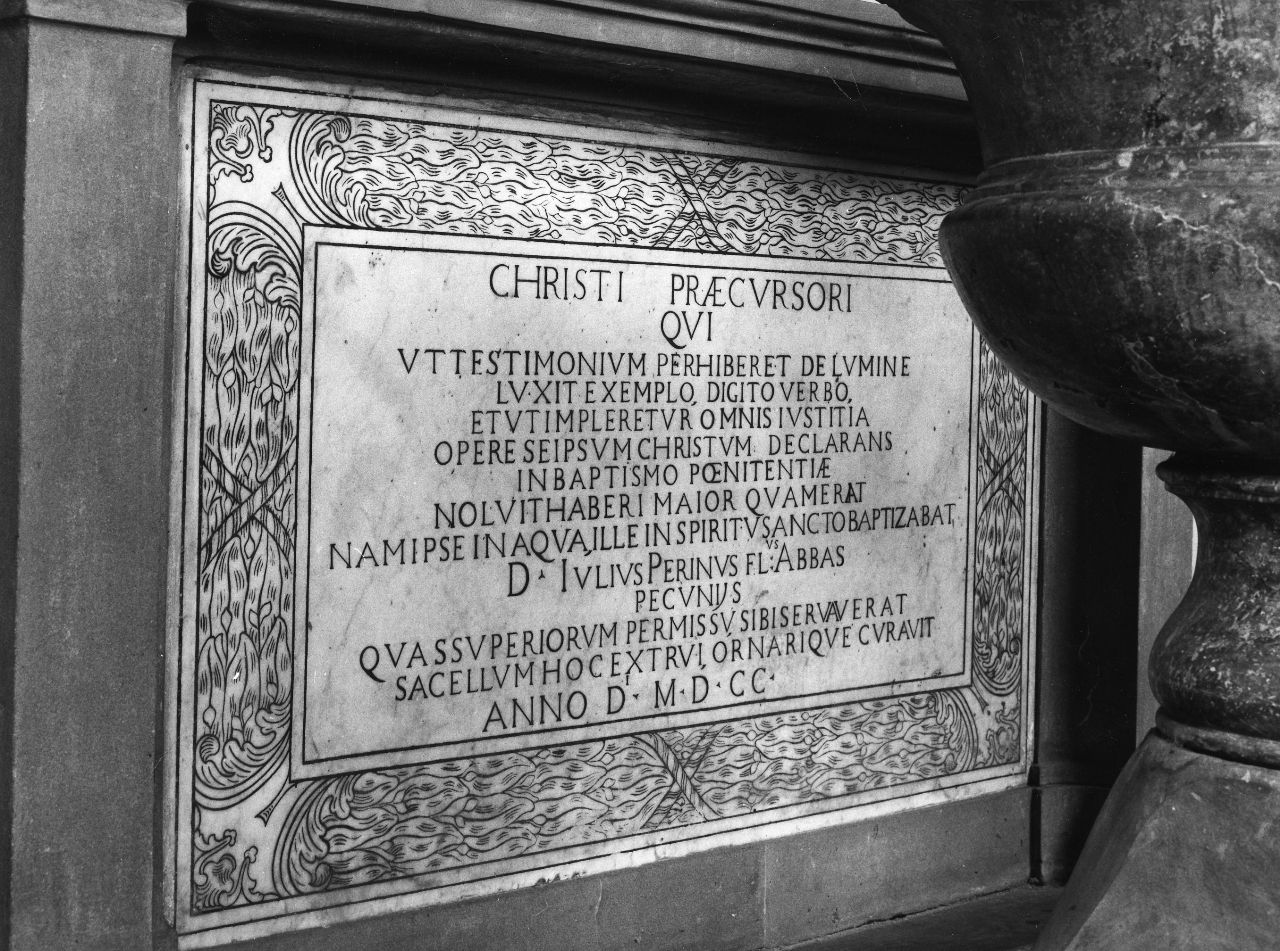 CHRISTI PRÆCVRSORI
QVI
VT TESTIMONIVM PERHIBERET DE LVMINE
LVXIT EXEMPLO, DIGITO VERBO,
ET VT IMPLERETVR OMNIS IVSTITIA
OPERE SEIPSVM CHRISTVM DECLARANS
IN BAPTISMO PŒNITENTIÆ
NOLVIT HABERI MAIOR QVAM ERAT
NAM IPSE IN AQVA, ILLE IN SPIRITV SANCTO BAPTIZABAT,
D· IVLIVS PERINVS FL:VS ABBAS
PECVNIJS
QVAS SVPERIORVM PERMISSV SIBI SERVAVERAT
SACELLVM HOC EXTRVI, ORNARIQVE CVRAVIT
ANNO D· M·D·CC·